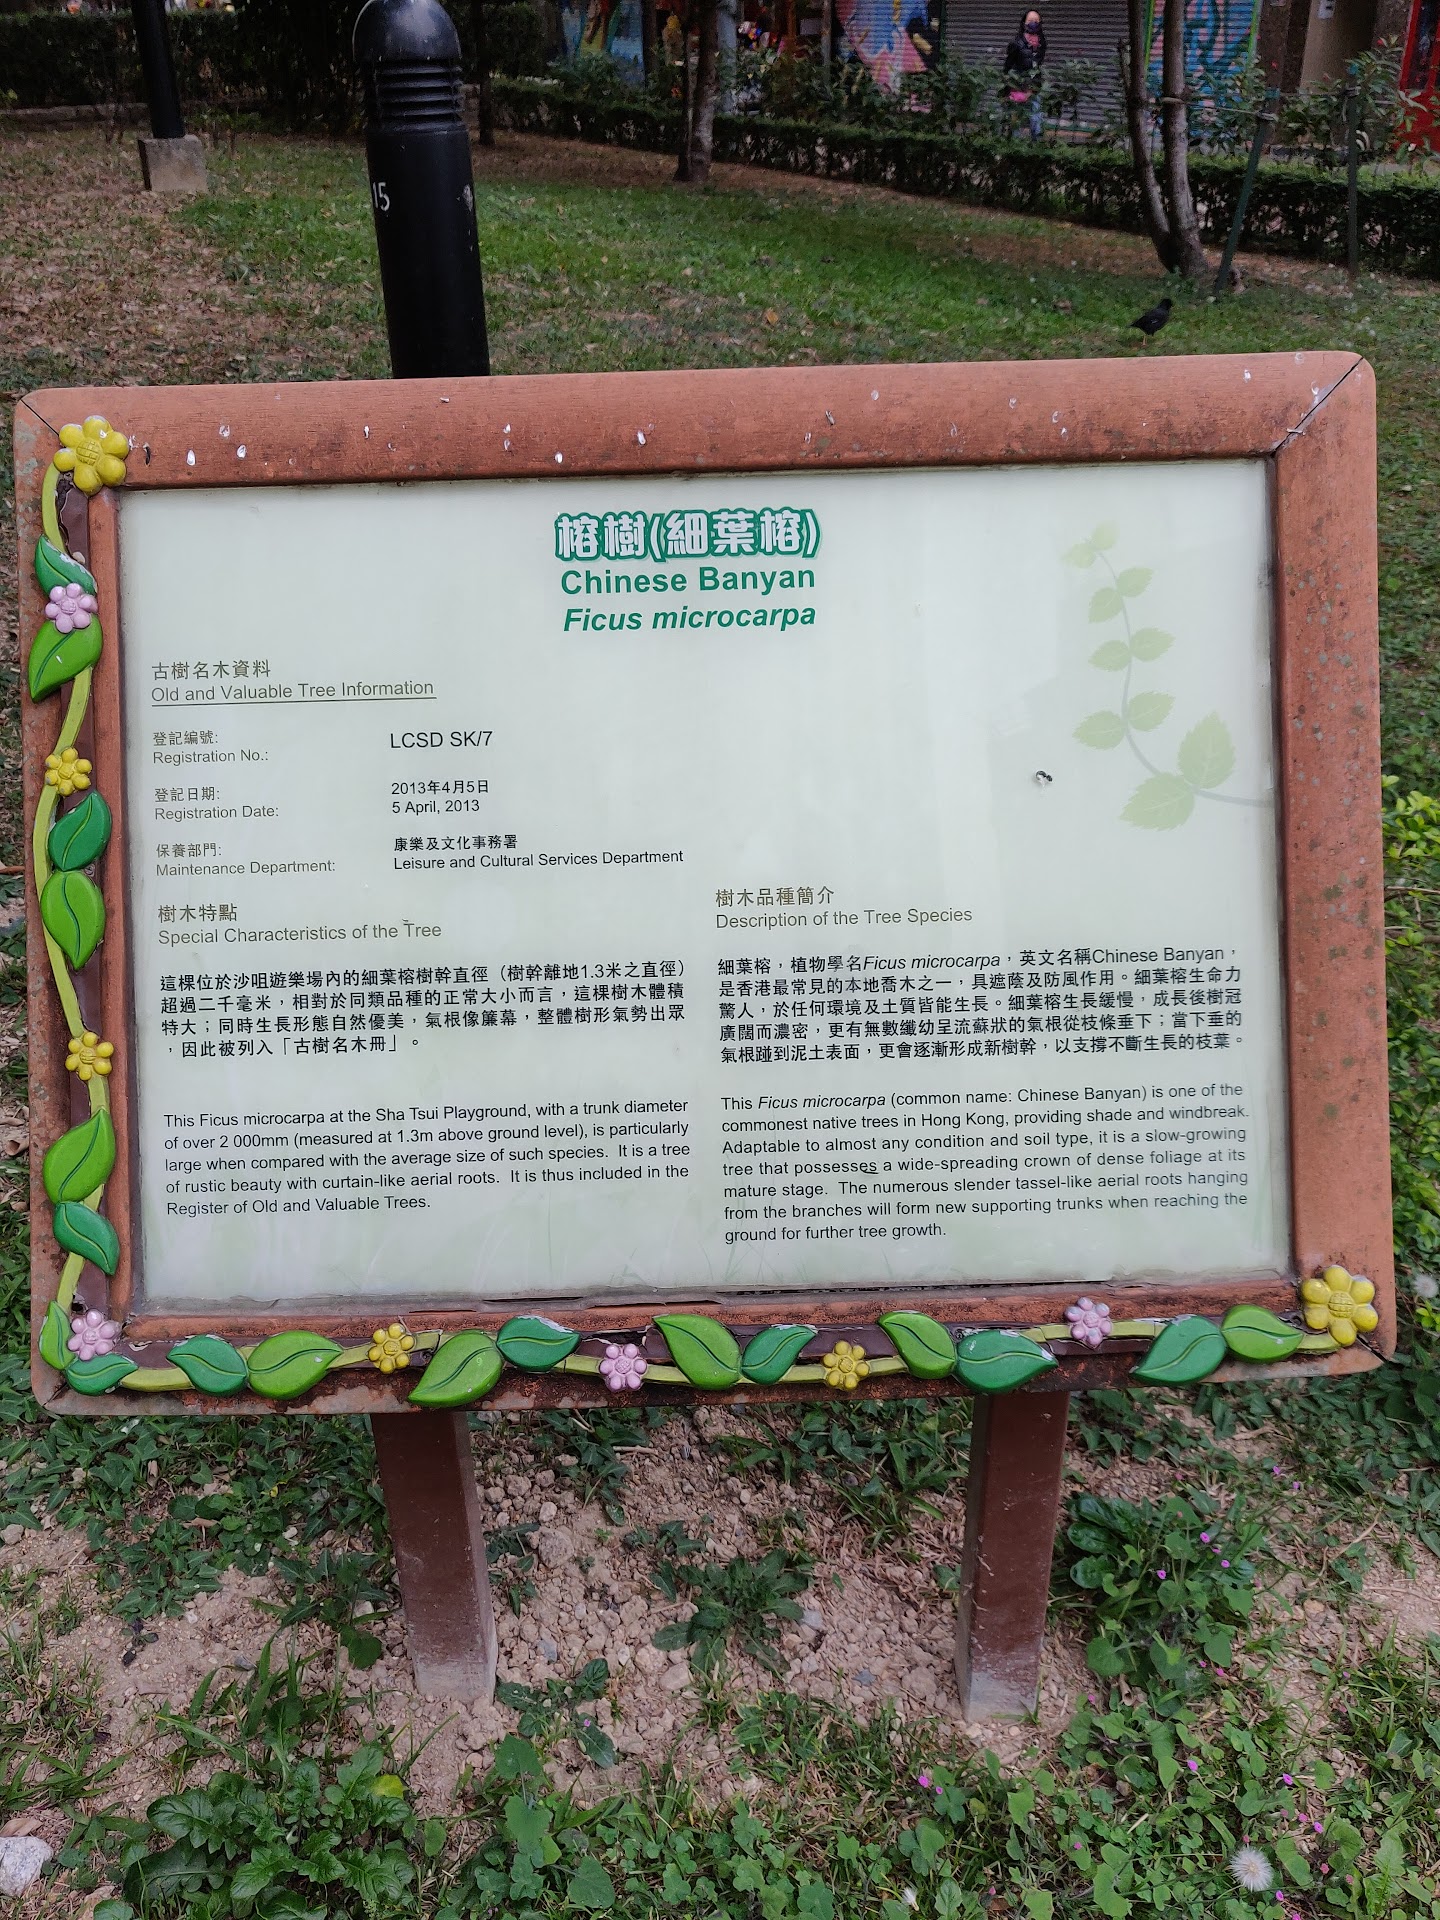 15
榕樹(細葉榕)
Chinese Banyan
Ficus microcarpa
古樹名木資料
Old and Valuable Tree Information
登記編號:
Registration No.:
LCSD SK/7
登記日期:
Registration Date:
2013年4月5日
5 April, 2013
保養部門:
Maintenance Department:
康樂及文化事務署
Leisure and Cultural Services Department
樹木特點
Special Characteristics of the Tree
這棵位於沙咀遊樂場內的細葉榕樹幹直徑（樹幹離地1.3米之直徑）
超過二千毫米，相對於同類品種的正常大小而言，這棵樹木體積
特大；同時生長形態自然優美，氣根像簾幕，整體樹形氣勢出眾
，因此被列入「古樹名木冊」。
This Ficus microcarpa at the Sha Tsui Playground, with a trunk diameter
of over 2 000mm (measured at 1.3m above ground level), is particularly
large when compared with the average size of such species. It is a tree
of rustic beauty with curtain-like aerial roots. It is thus included in the
Register of Old and Valuable Trees.
樹木品種簡介
Description of the Tree Species
細葉榕，植物學名Ficus microcarpa，英文名稱Chinese Banyan，
是香港最常見的本地喬木之一，具遮蔭及防風作用。細葉榕生命力
驚人，於任何環境及土質皆能生長。細葉榕生長緩慢，成長後樹冠
廣闊而濃密，更有無數纖幼呈流蘇狀的氣根從枝條垂下；當下垂的
氣根踫到泥土表面，更會逐漸形成新樹幹，以支撐不斷生長的枝葉。
This Ficus microcarpa (common name: Chinese Banyan) is one of the
commonest native trees in Hong Kong, providing shade and windbreak.
Adaptable to almost any condition and soil type, it is a slow-growing
tree that possesses a wide-spreading crown of dense foliage at its
mature stage. The numerous slender tassel-like aerial roots hanging
from the branches will form new supporting trunks when reaching the
ground for further tree growth.